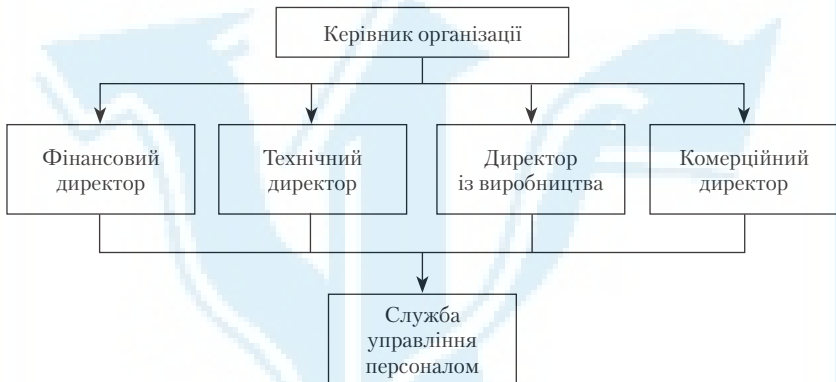 Керівник організації
Фінансовий
директор
Технічний
директор
Директор
із виробництва
Комерційний
директор
Служба
управління
персоналом